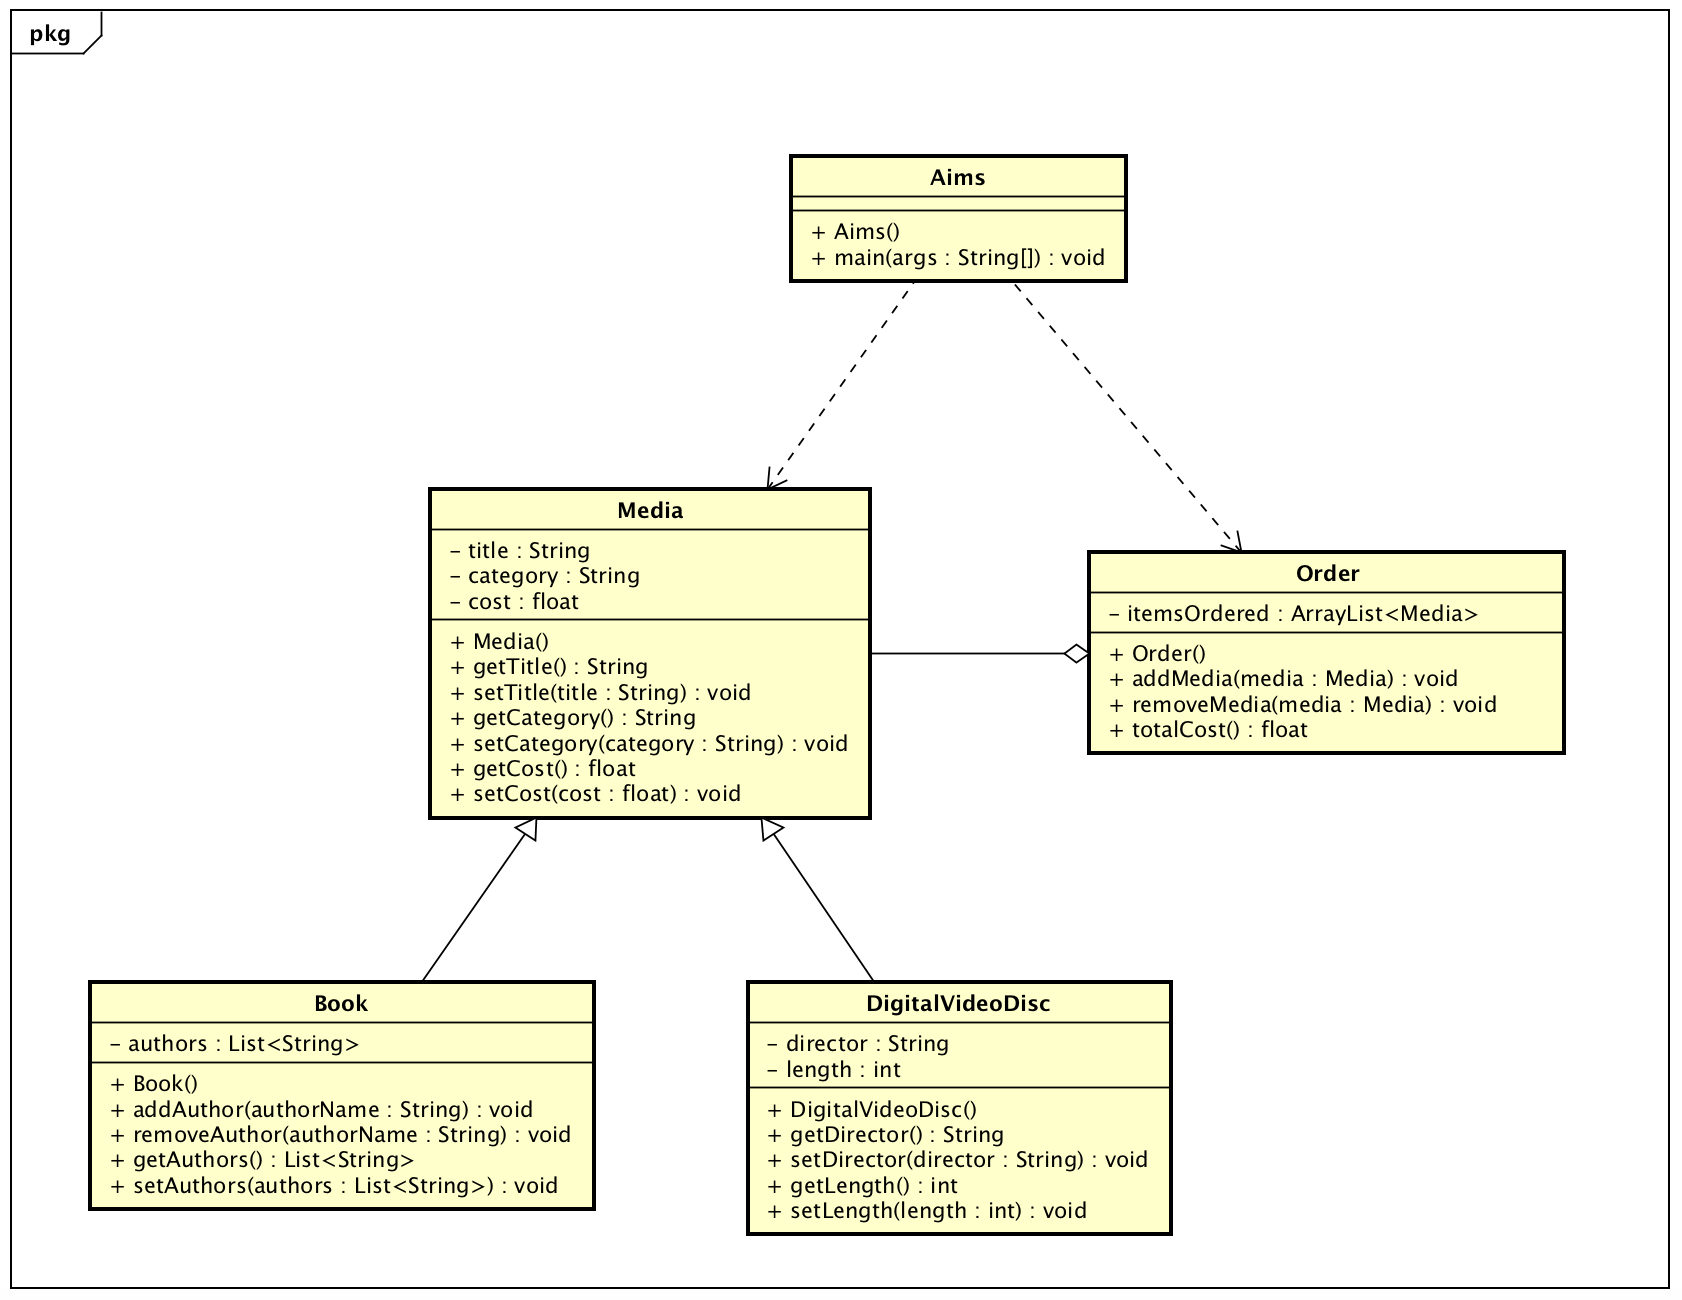 pkg
Aims
+ Aims()
+ main(args : String[]) : void
Media
– title : String
– category : String
– cost : float
+ Media()
+ getTitle() : String
+ setTitle(title : String) : void
+ getCategory() : String
+ setCategory(category : String) : void
+ getCost() : float
+ setCost(cost : float) : void
Order
– itemsOrdered : ArrayList<Media>
+ Order()
+ addMedia(media : Media) : void
+ removeMedia(media : Media) : void
+ totalCost() : float
Book
– authors : List<String>
+ Book()
+ addAuthor(authorName : String) : void
+ removeAuthor(authorName : String) : void
+ getAuthors() : List<String>
+ setAuthors(authors : List<String>) : void
DigitalVideoDisc
– director : String
– length : int
+ DigitalVideoDisc()
+ getDirector() : String
+ setDirector(director : String) : void
+ getLength() : int
+ setLength(length : int) : void